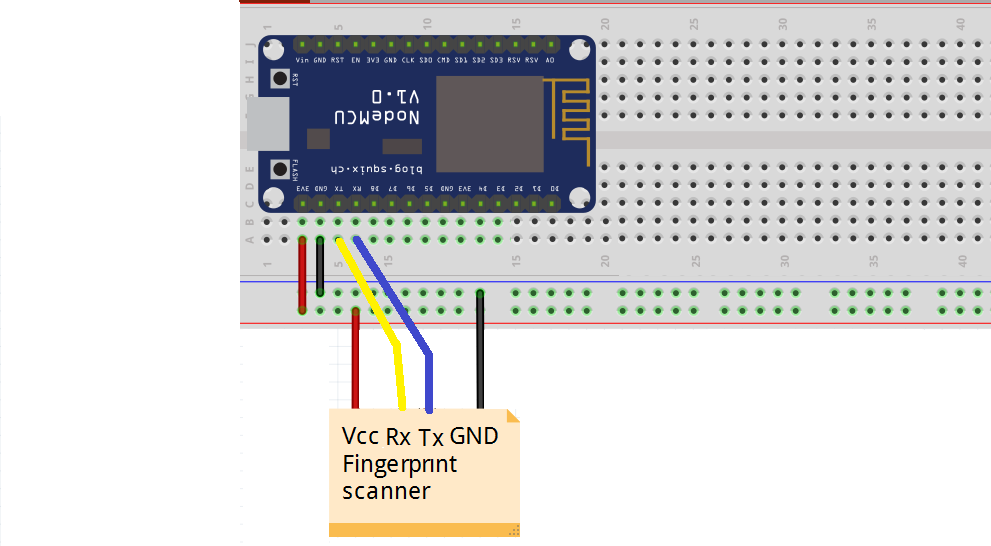 1 5 10 15 20 25 30 35 40
J
I
H
G
F
Vin GND RST EN 3V3 GND CLK SD0 CMD SD1 SD2 SD3 RSV RSV A0
RST
NodeMCU
V1.0
FLASH
blog.squix.ch
3V3 GND TX RX D8 D7 D6 D5 GND 3V3 D4 D3 D2 D1 D0
E
D
C
B
A
1 5 15 15 20 25 30 35 40
Vcc Rx Tx GND
Fingerprint
scanner